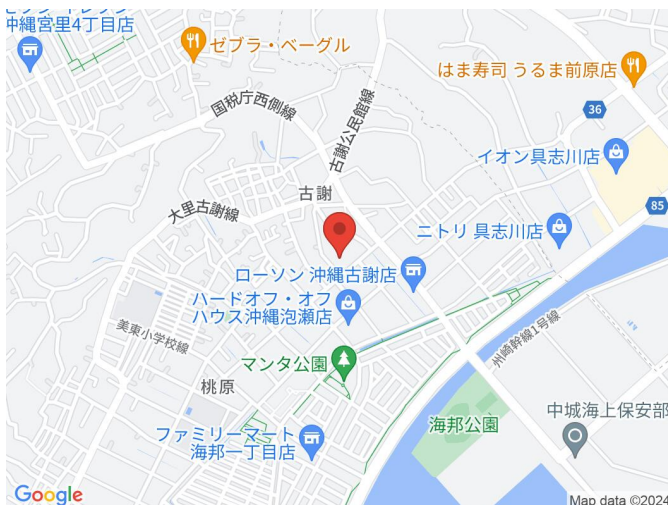 沖縄宮里4丁目店
ゼブラ・ベーグル
はま寿司 うるま前原店
国税庁西側線
古謝公民館線
36
イオン具志川店
大里古謝線
古謝
85
ニトリ 具志川店
ローソン 沖縄古謝店
ハードオフ・オフ
ハウス沖縄泡瀬店
州崎幹線1号線
美東小学校線
マンタ公園
桃原
中城海上保安部
海邦公園
ファミリーマート
海邦一丁目店
Google
Map data ©2024